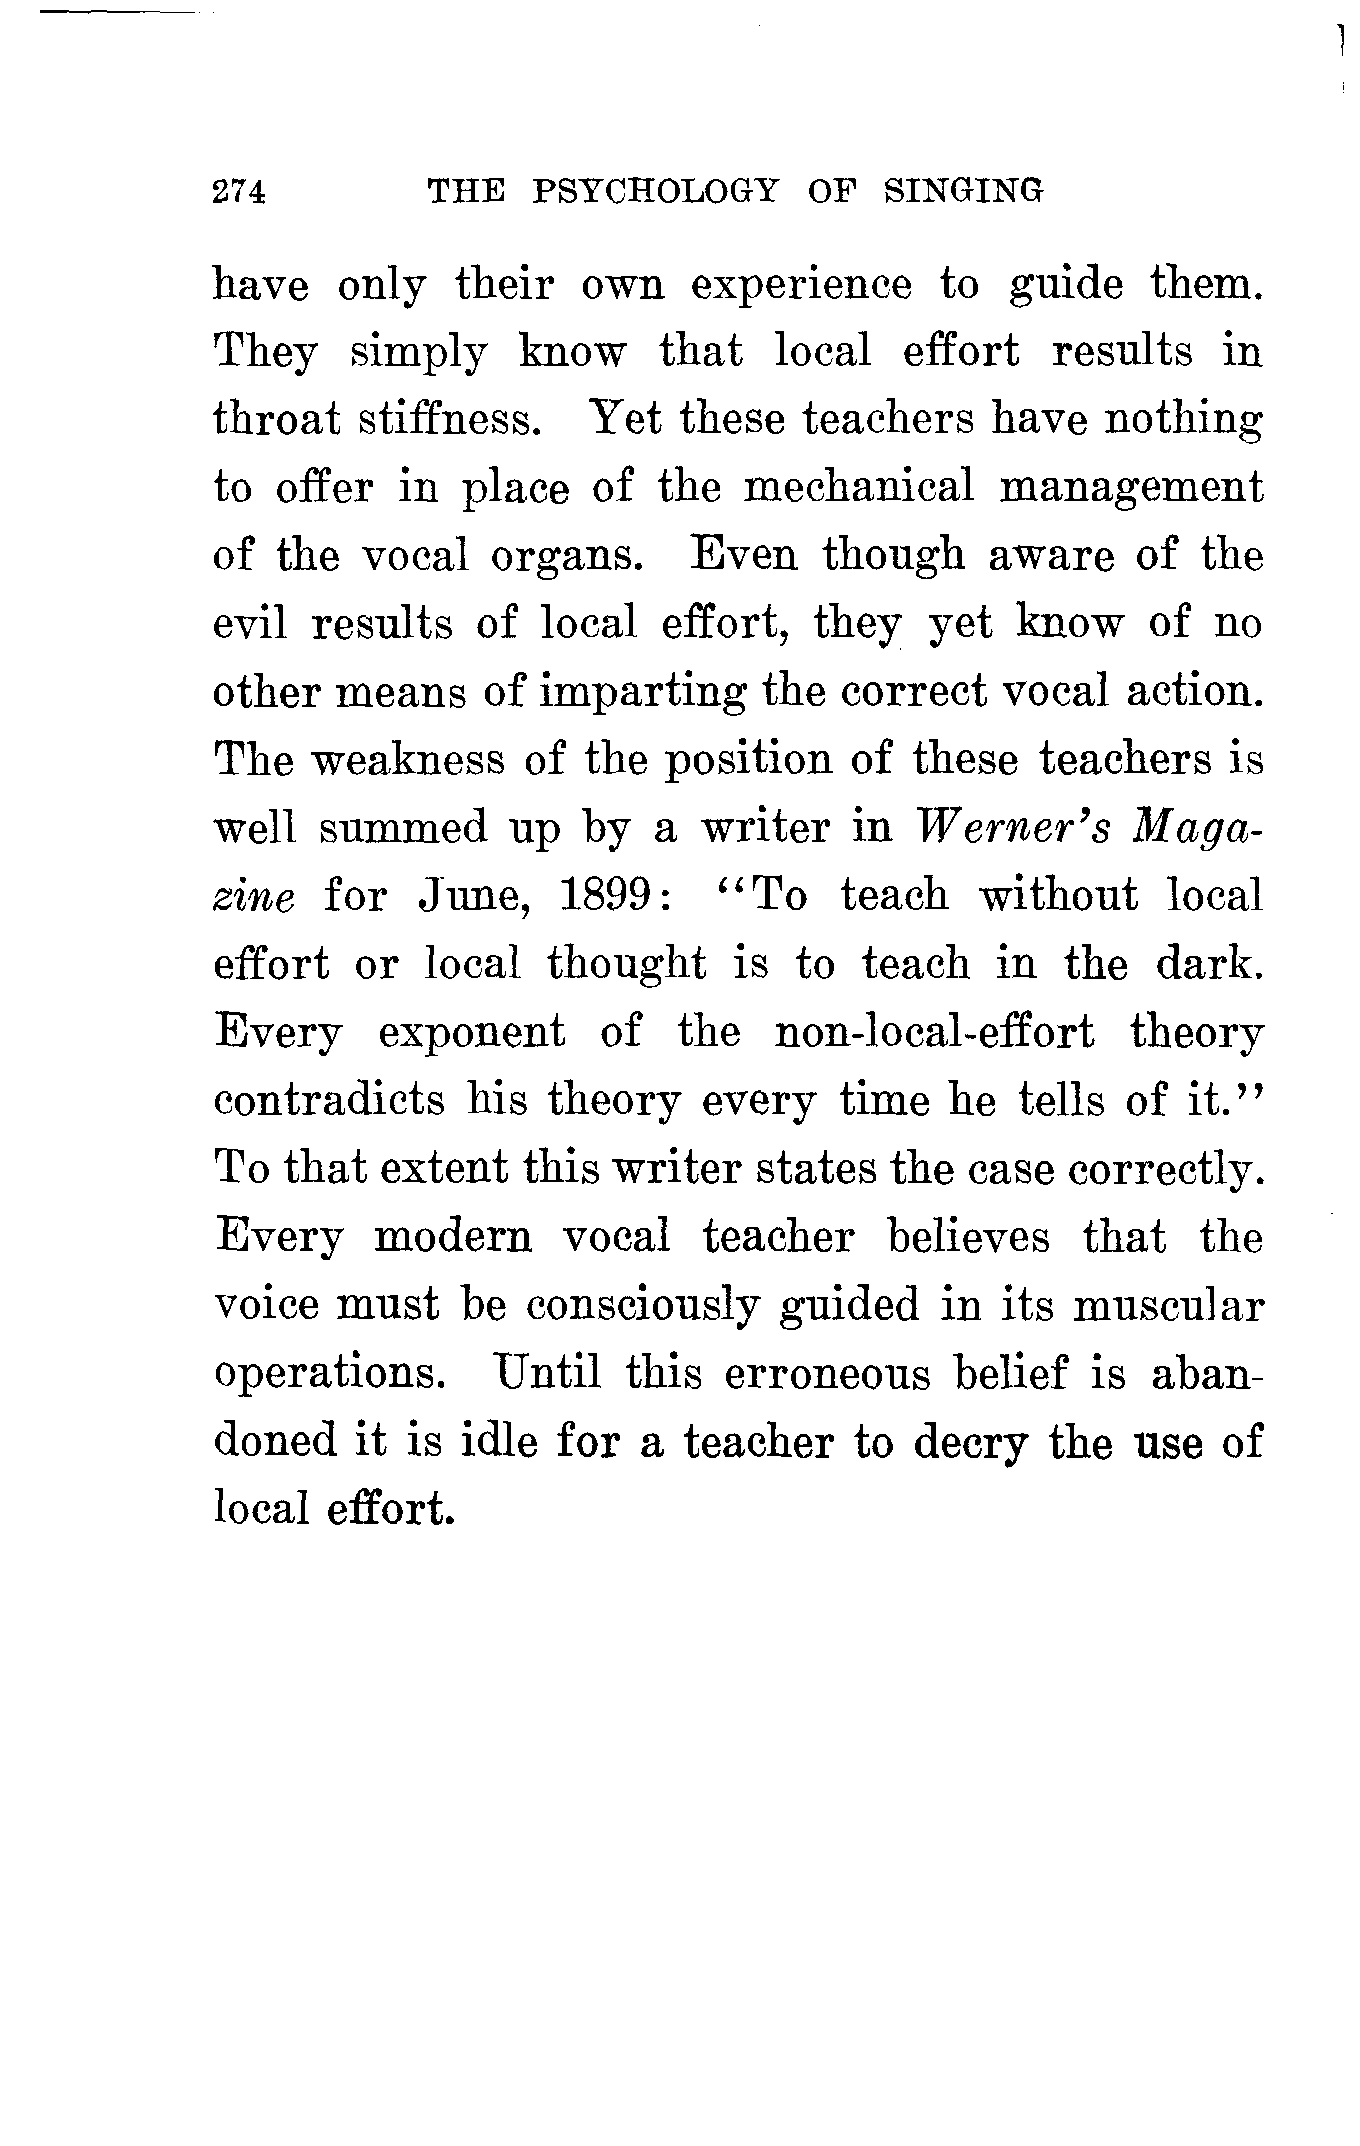 274 THE PSYCHOLOGY OF SINGING
have only their own experience to guide them.
They simply know that local effort results in
throat stiffness. Yet these teachers have nothing
to offer in place of the mechanical management
of the vocal organs. Even though aware of the
evil results of local effort, they yet know of no
other means of imparting the correct vocal action.
The weakness of the position of these teachers is
well summed up by a writer in Werner's Maga-
zine for June, 1899: "To teach without local
effort or local thought is to teach in the dark.
Every exponent of the non-local-effort theory
contradicts his theory every time he tells of it."
To that extent this writer states the case correctly.
Every modern vocal teacher believes that the
voice must be consciously guided in its muscular
operations. Until this erroneous belief is aban-
doned it is idle for a teacher to decry the use of
local effort.